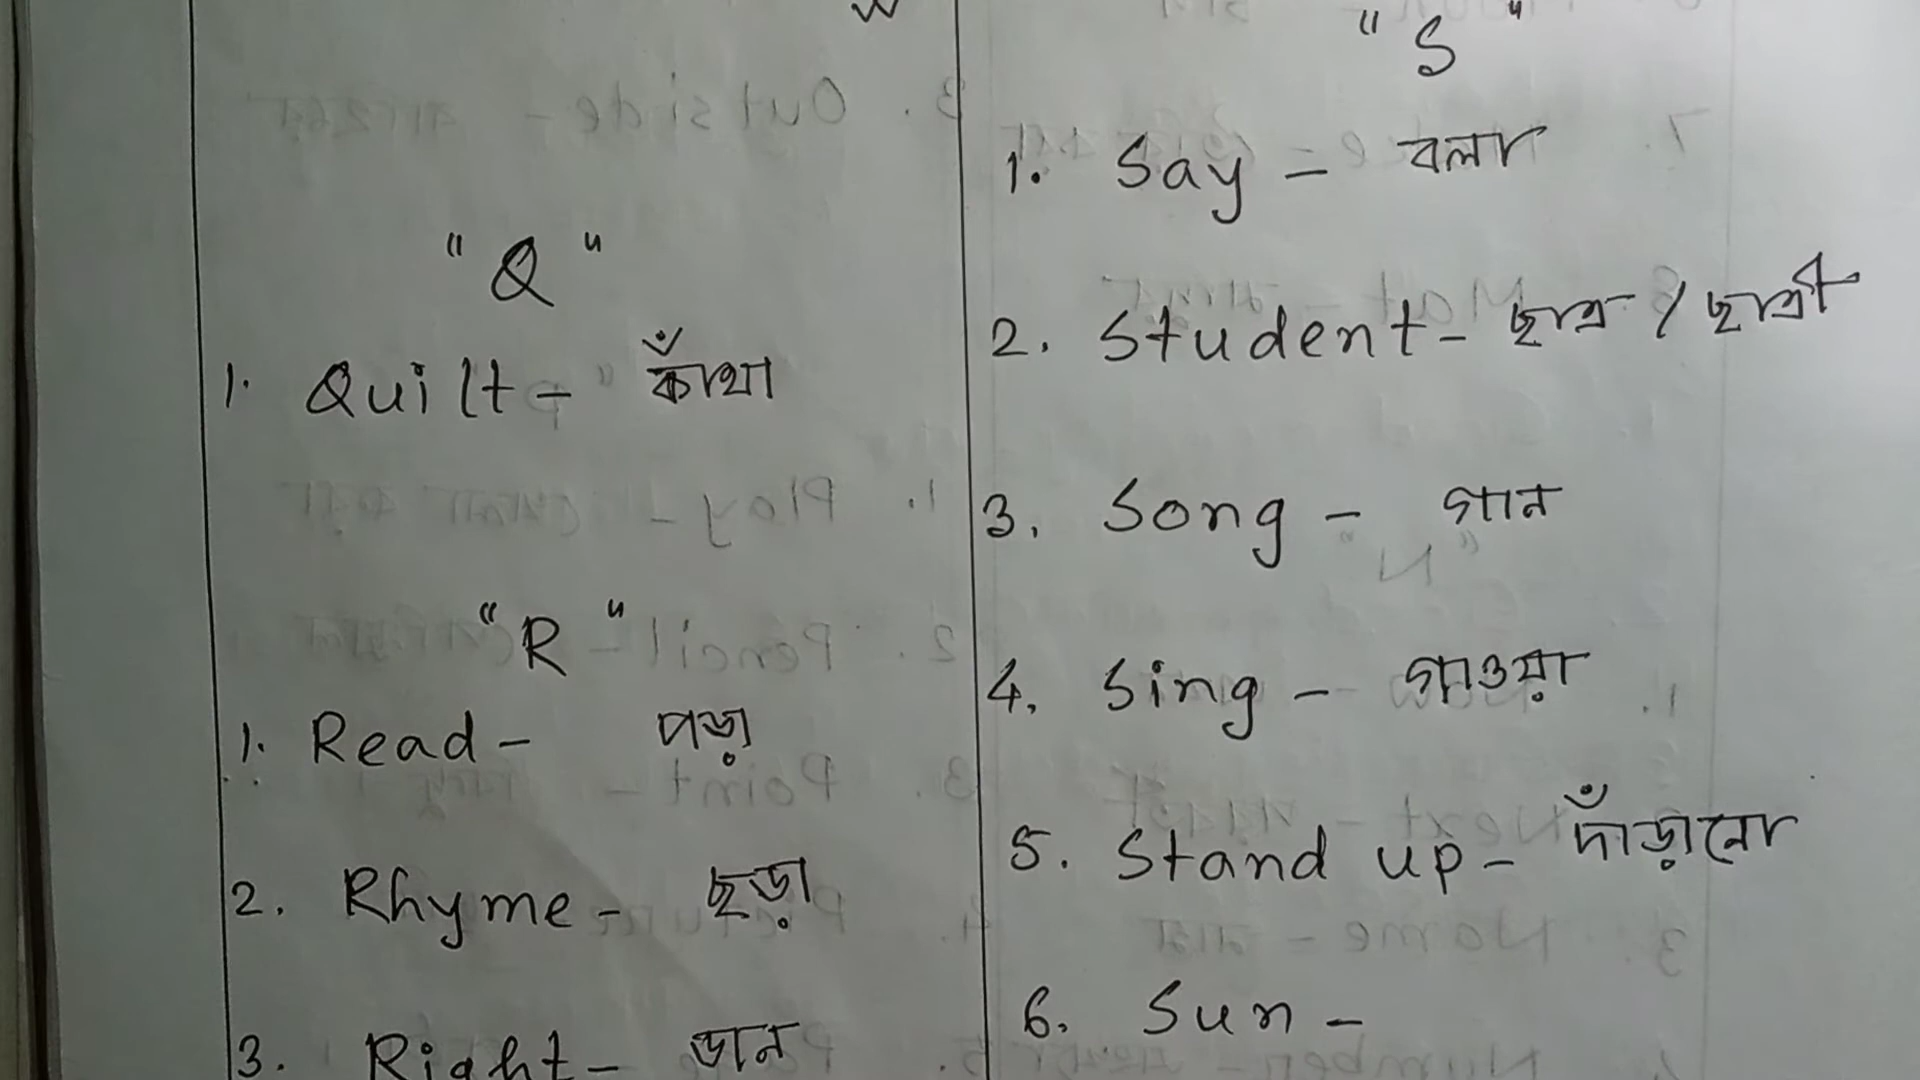 "Q"
1. Quilt - কাঁথা
"R"
1. Read - পড়া
2. Rhyme - ছড়া
3. Right - ডান
"S"
1. Say = বলা
2. Student - ছাত্র / ছাত্রী
3. Song - গান
4. Sing - গাওয়া
5. Stand up - দাঁড়ানো
6. Sun -